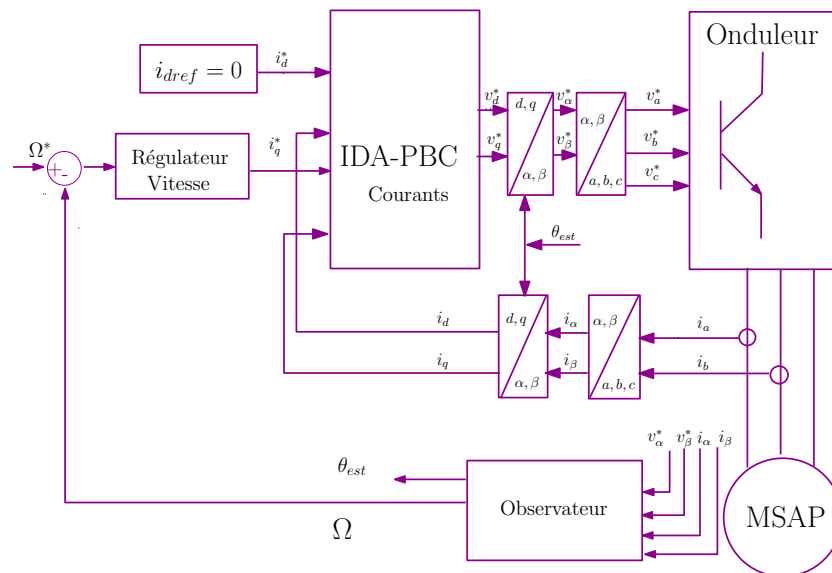 Onduleur
i_{dref} = 0
i_d^*
v_d^*
d, q
v_α^*
v_a^*
Ω^*
+
-
-
Régulateur
Vitesse
i_q^*
IDA-PBC
Courants
v_q^*
α, β
v_β^*
α, β
a, b, c
v_b^*
v_c^*
θ_{est}
i_d
d, q
i_α
α, β
i_a
i_q
α, β
i_β
a, b, c
i_b
v_α^* v_β^* i_α i_β
θ_{est}
Observateur
MSAP
Ω